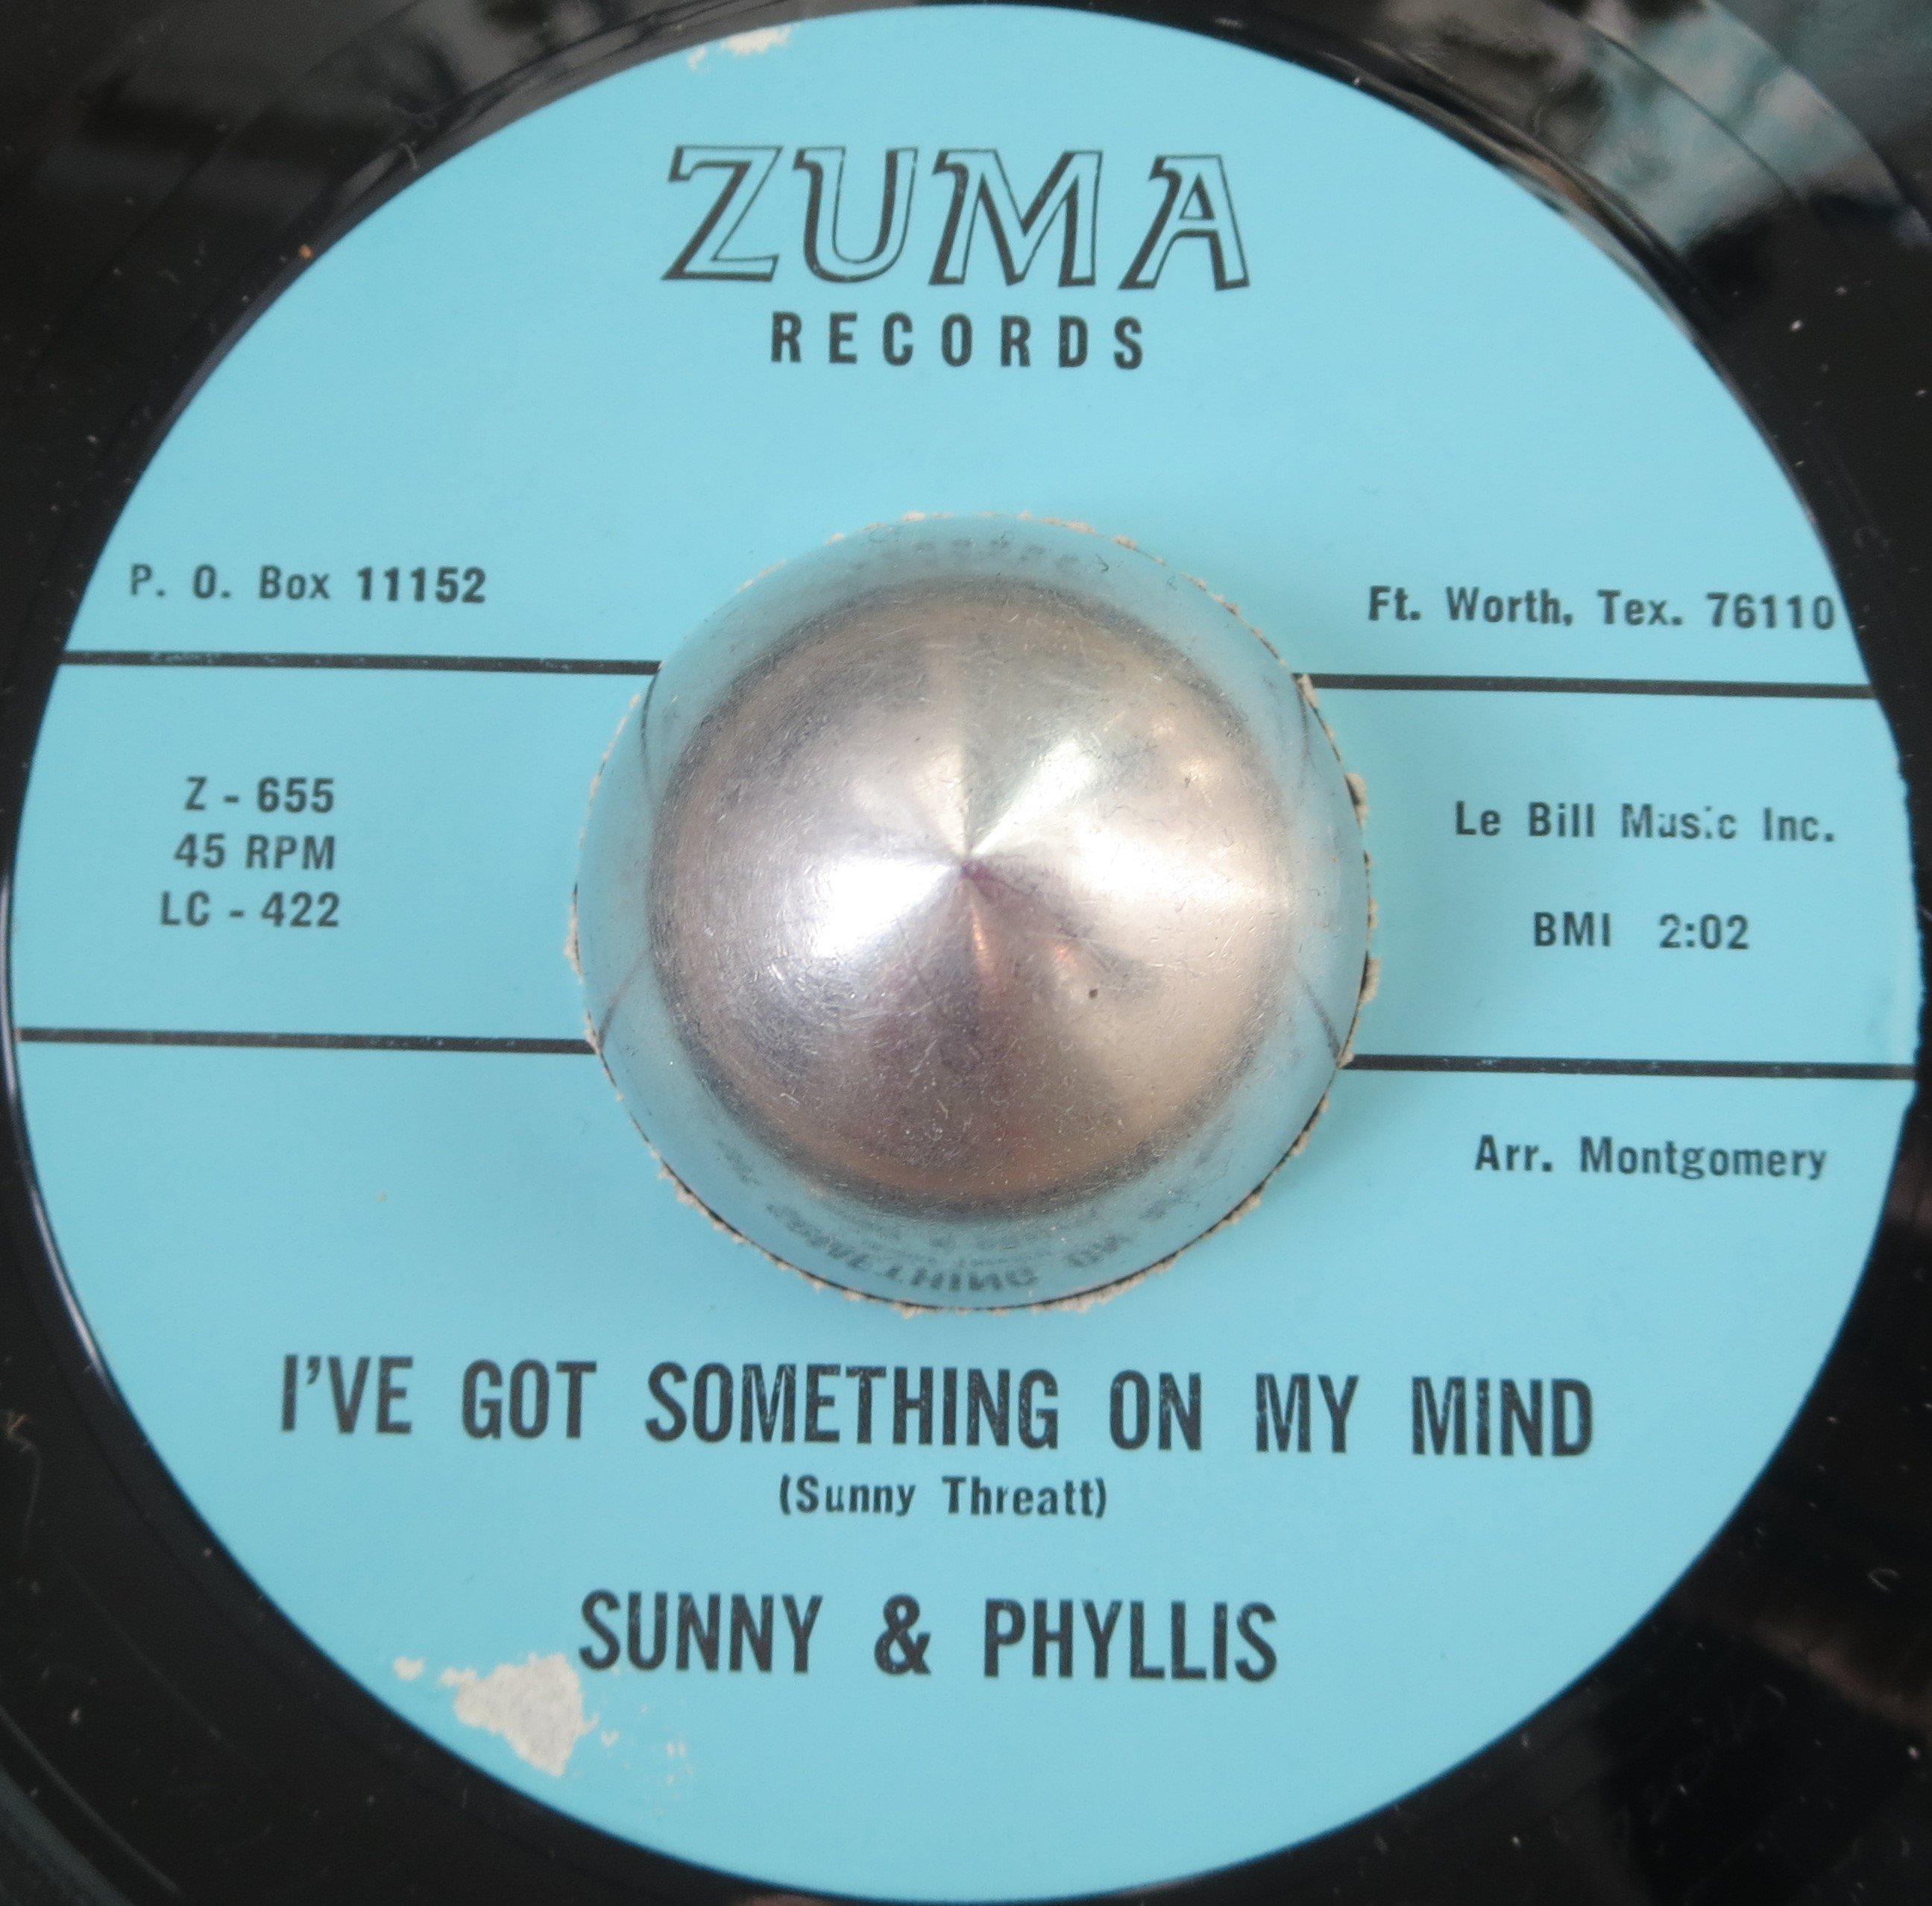 ZUMA
RECORDS
P. O. Box 11152
Ft. Worth, Tex. 76110
Z - 655
45 RPM
LC - 422
Le Bill Music Inc.
BMI 2:02
Arr. Montgomery
I'VE GOT SOMETHING ON MY MIND
(Sunny Threatt)
SUNNY & PHYLLIS